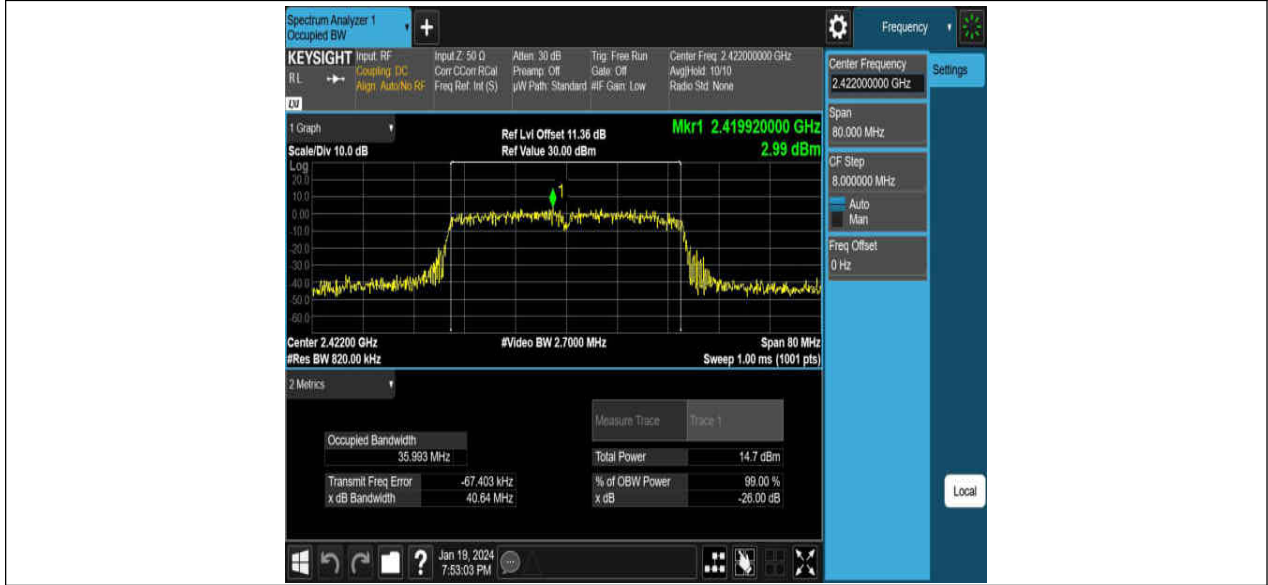 Spectrum Analyzer 1
Occupied BW
+
Frequency
KEYSIGHT
RL
LXI
Input: RF
Coupling: DC
Align: Auto/No RF
Input Z: 50 Ω
Corr CCorr RCal
Freq Ref: Int (S)
Atten: 30 dB
Preamp: Off
µW Path: Standard
Trig: Free Run
Gate: Off
#IF Gain: Low
Center Freq: 2.422000000 GHz
Avg|Hold: 10/10
Radio Std: None
Center Frequency
2.422000000 GHz
Settings
Span
80.000 MHz
CF Step
8.000000 MHz
Auto
Man
Freq Offset
0 Hz
Local
1 Graph
Scale/Div 10.0 dB
Ref Lvl Offset 11.36 dB
Ref Value 30.00 dBm
Mkr1 2.419920000 GHz
2.99 dBm
Log
20.0
10.0
0.00
-10.0
-20.0
-30.0
-40.0
-50.0
-60.0
1
Center 2.42200 GHz
#Res BW 820.00 kHz
#Video BW 2.7000 MHz
Span 80 MHz
Sweep 1.00 ms (1001 pts)
2 Metrics
Measure Trace
Trace 1
Occupied Bandwidth
35.993 MHz
Total Power
14.7 dBm
Transmit Freq Error
-67.403 kHz
% of OBW Power
99.00 %
x dB Bandwidth
40.64 MHz
x dB
-26.00 dB
?
Jan 19, 2024
7:53:03 PM